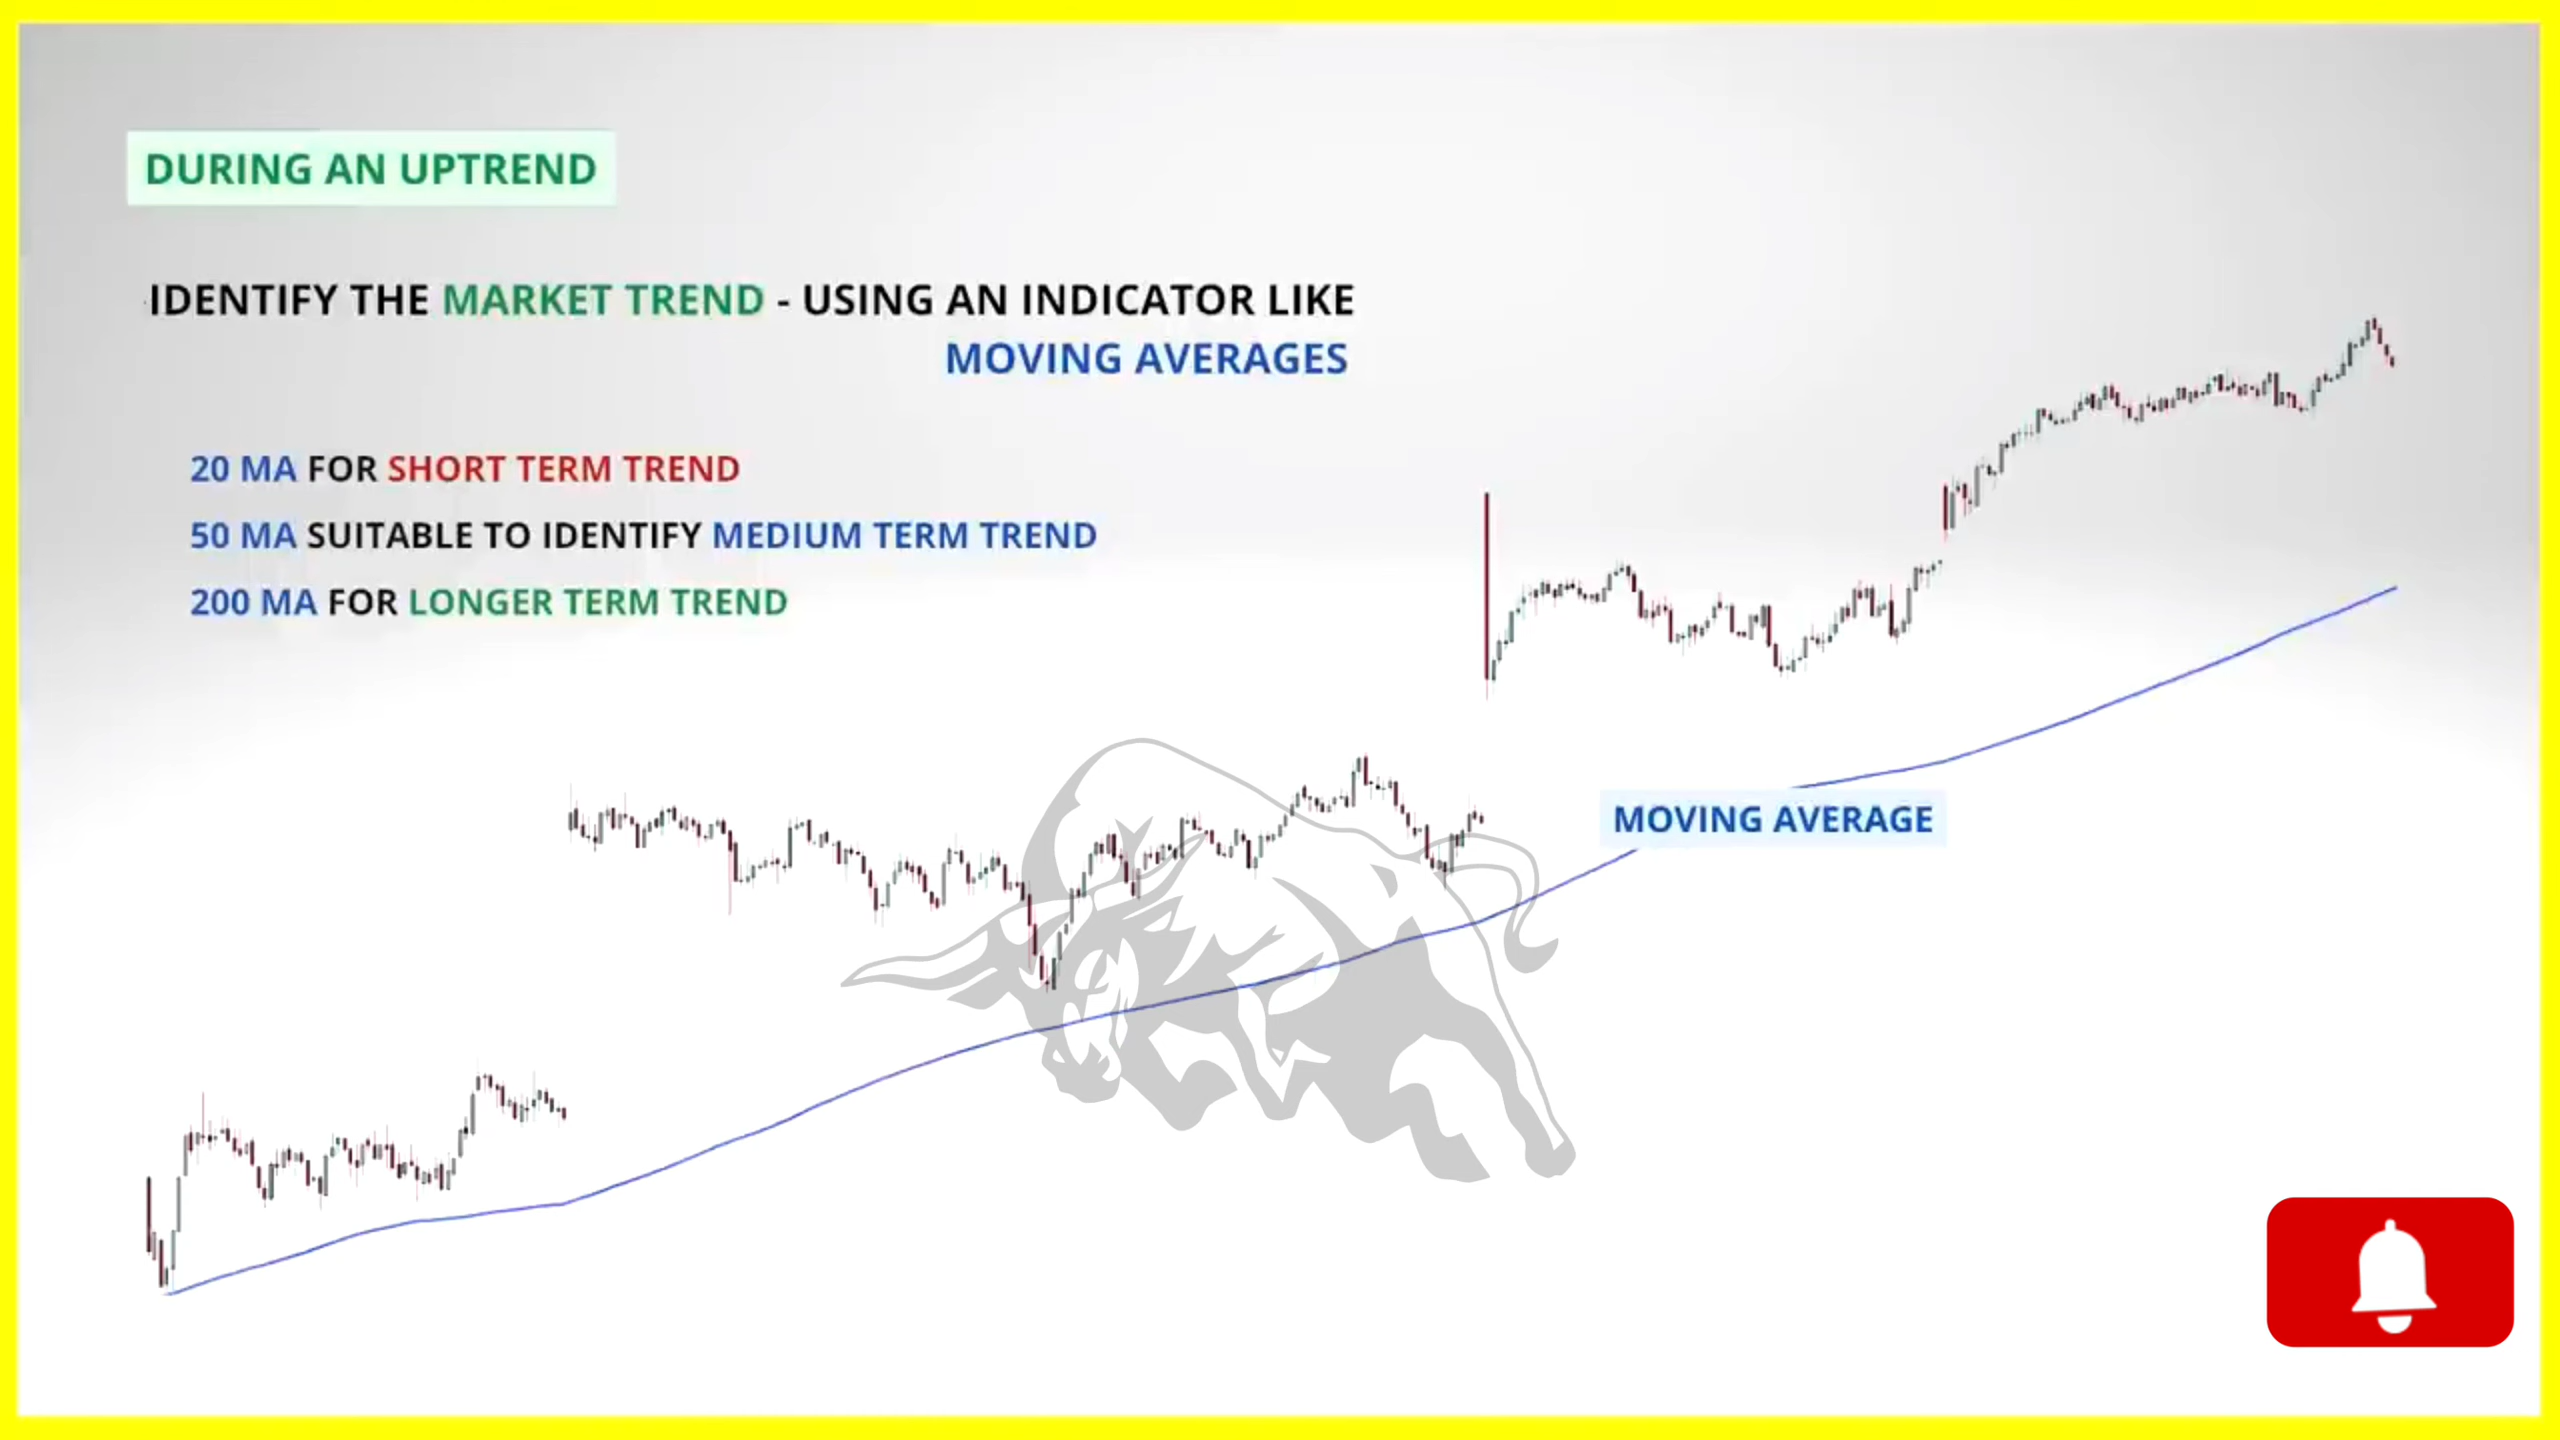 DURING AN UPTREND
IDENTIFY THE MARKET TREND - USING AN INDICATOR LIKE
MOVING AVERAGES
20 MA FOR SHORT TERM TREND
50 MA SUITABLE TO IDENTIFY MEDIUM TERM TREND
200 MA FOR LONGER TERM TREND
MOVING AVERAGE